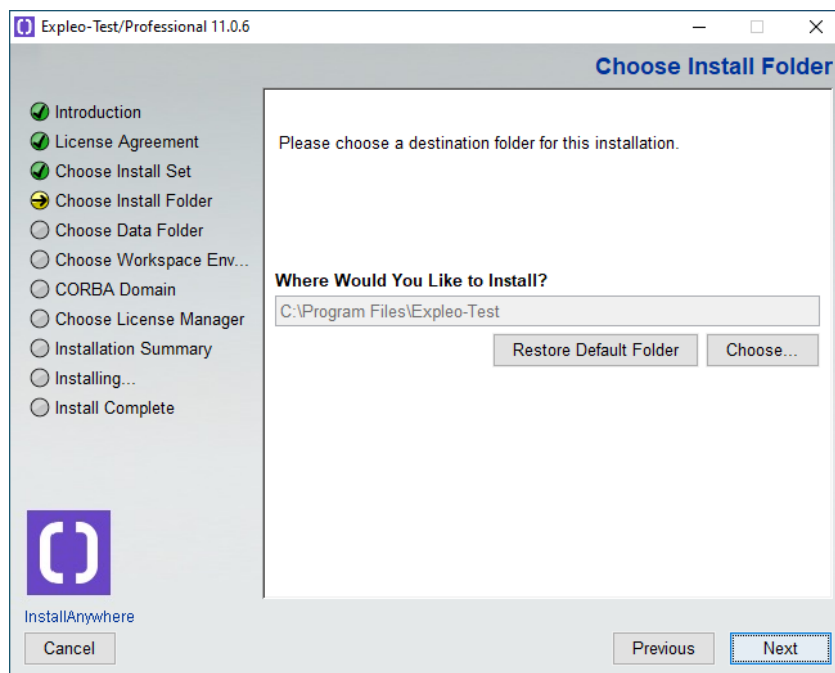 Expleo-Test/Professional 11.0.6
Choose Install Folder
Introduction
License Agreement
Choose Install Set
Choose Install Folder
Choose Data Folder
Choose Workspace Env...
CORBA Domain
Choose License Manager
Installation Summary
Installing...
Install Complete
Please choose a destination folder for this installation.
Where Would You Like to Install?
C:\Program Files\Expleo-Test
Restore Default Folder
Choose...
InstallAnywhere
Cancel
Previous
Next